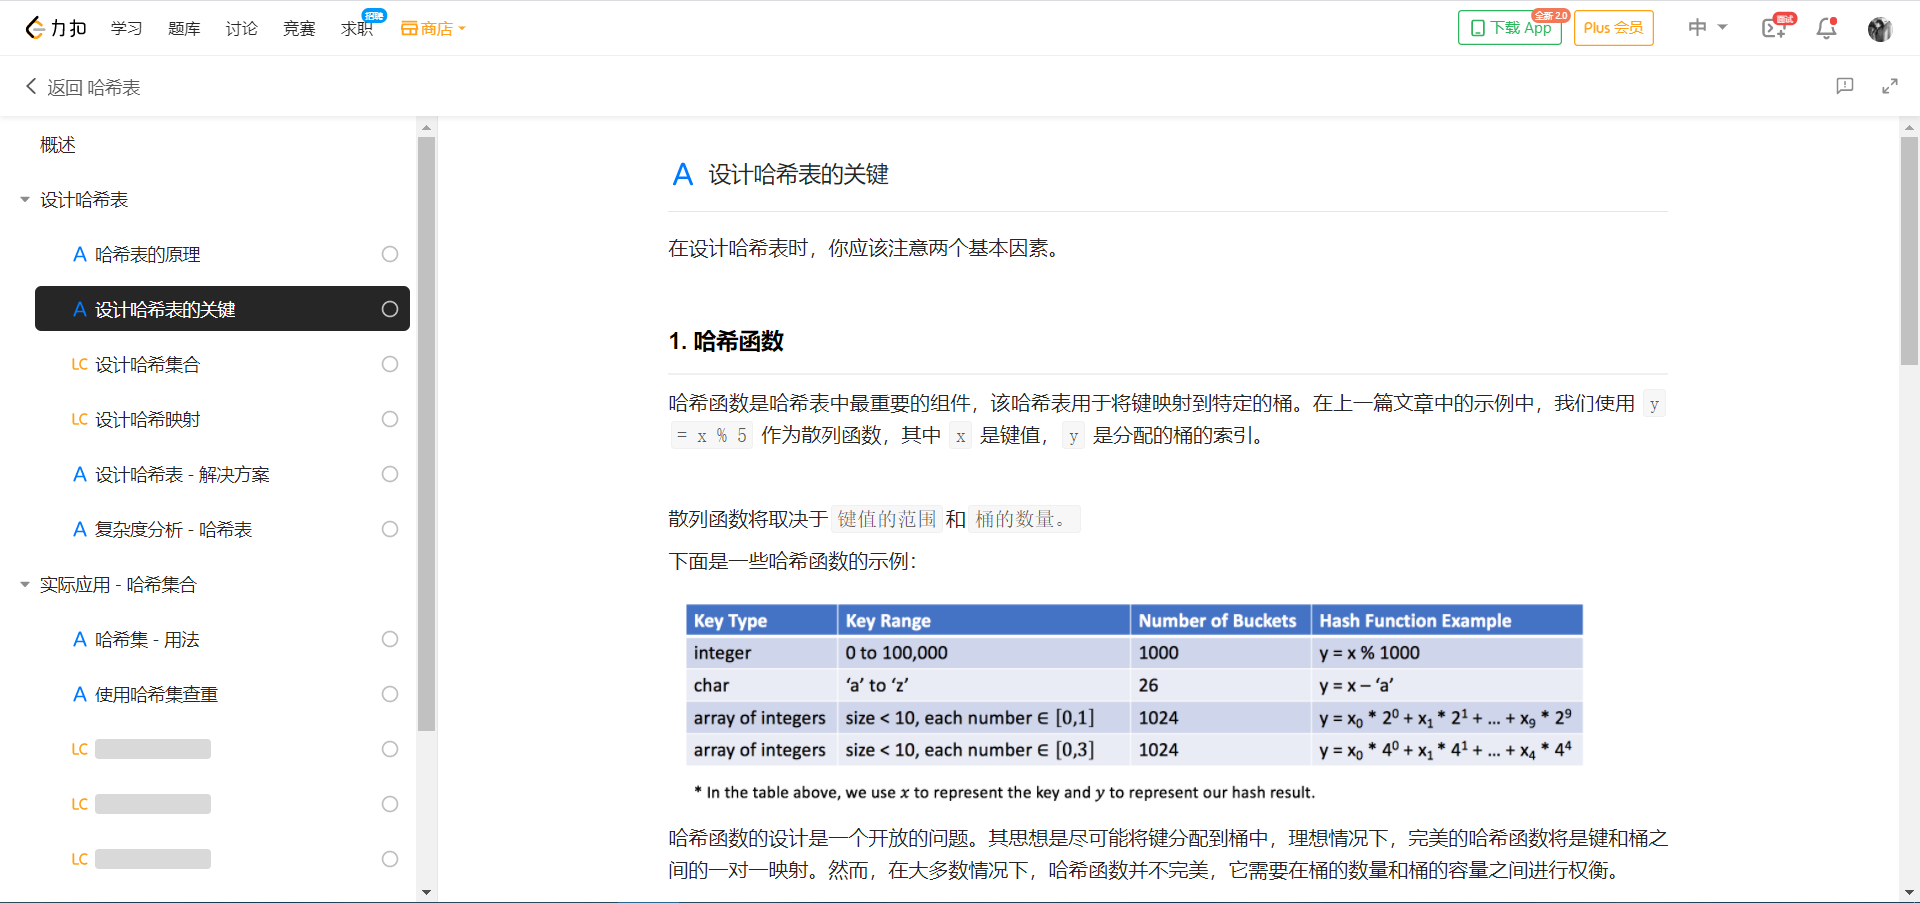 力扣 学习 题库 讨论 竞赛 求职 招聘 商店 下载 App 全新 2.0 Plus 会员 中 面试
返回 哈希表
概述
设计哈希表
A 哈希表的原理
A 设计哈希表的关键
LC 设计哈希集合
LC 设计哈希映射
A 设计哈希表 - 解决方案
A 复杂度分析 - 哈希表
实际应用 - 哈希集合
A 哈希集 - 用法
A 使用哈希集查重
LC
LC
LC
A 设计哈希表的关键
在设计哈希表时，你应该注意两个基本因素。
1. 哈希函数
哈希函数是哈希表中最重要的组件，该哈希表用于将键映射到特定的桶。在上一篇文章中的示例中，我们使用 y
= x % 5 作为散列函数，其中 x 是键值， y 是分配的桶的索引。
散列函数将取决于 键值的范围 和 桶的数量。
下面是一些哈希函数的示例：
Key Type Key Range Number of Buckets Hash Function Example
integer 0 to 100,000 1000 y = x % 1000
char ‘a’ to ‘z’ 26 y = x – ‘a’
array of integers size < 10, each number ∈ [0,1] 1024 y = x₀ * 2⁰ + x₁ * 2¹ + ... + x₉ * 2⁹
array of integers size < 10, each number ∈ [0,3] 1024 y = x₀ * 4⁰ + x₁ * 4¹ + ... + x₄ * 4⁴
* In the table above, we use x to represent the key and y to represent our hash result.
哈希函数的设计是一个开放的问题。其思想是尽可能将键分配到桶中，理想情况下，完美的哈希函数将是键和桶之
间的一对一映射。然而，在大多数情况下，哈希函数并不完美，它需要在桶的数量和桶的容量之间进行权衡。